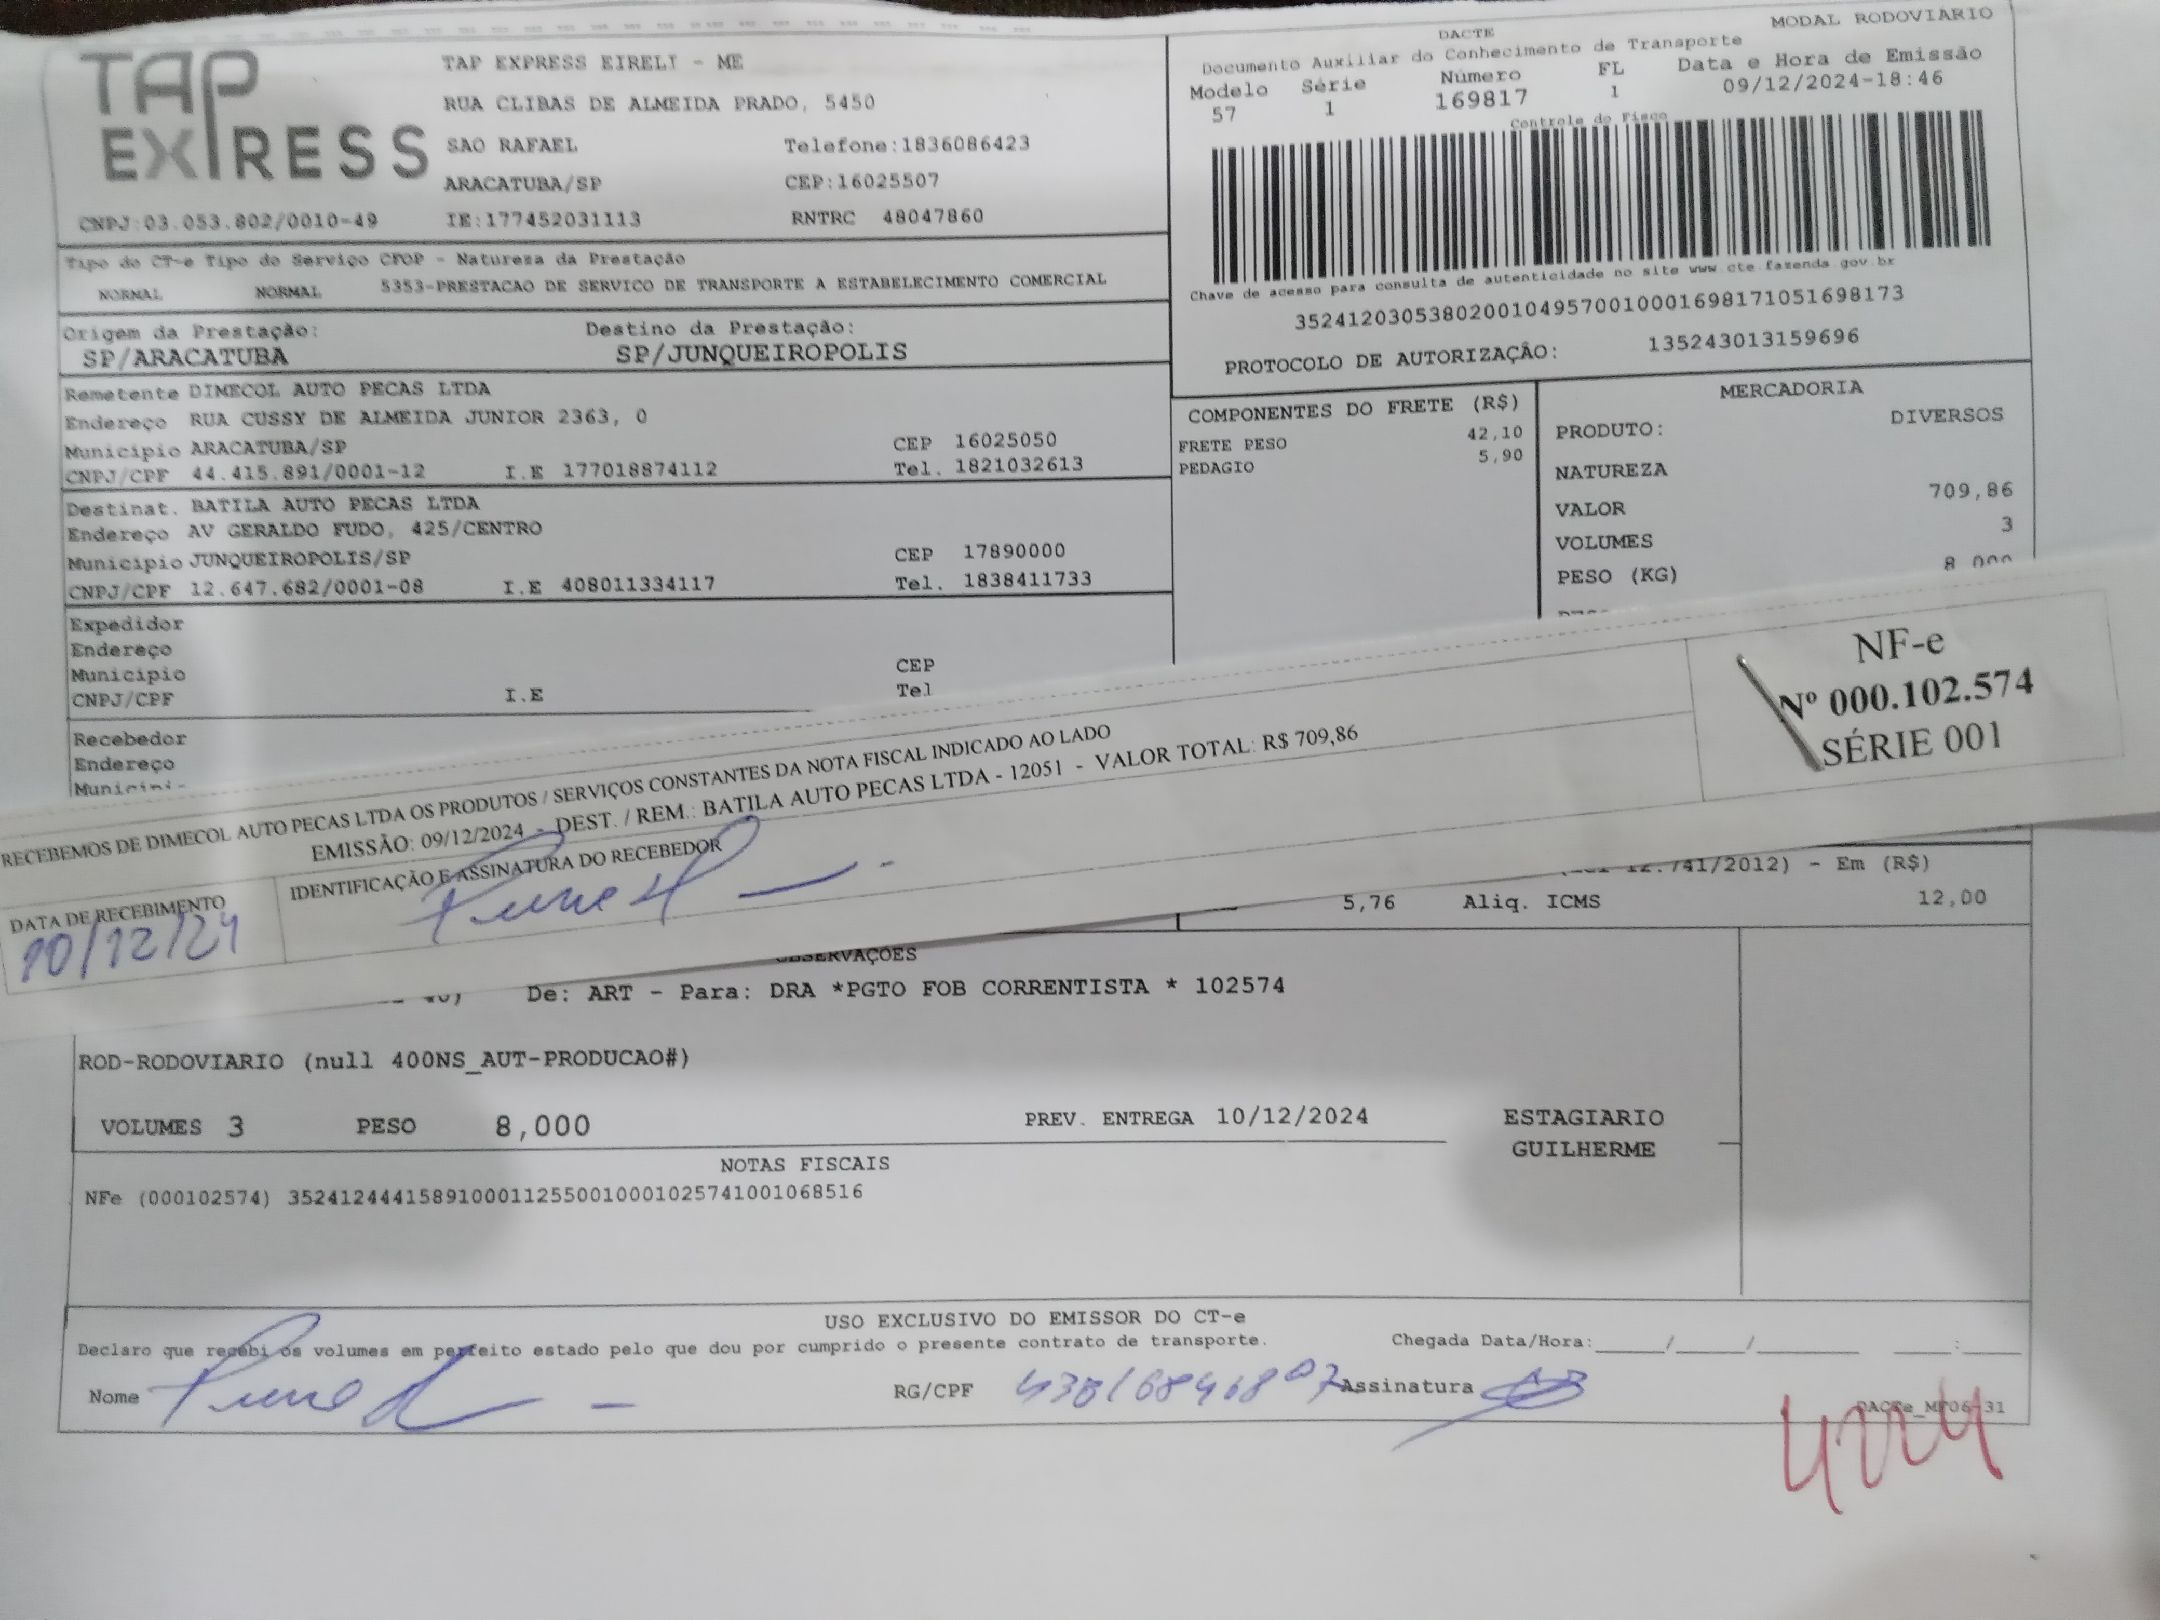 TAP EXPRESS
TAP EXPRESS EIRELI - ME
RUA CLIBAS DE ALMEIDA PRADO, 5450
SAO RAFAEL Telefone:1836086423
ARACATUBA/SP CEP:16025507
CNPJ:03.053.802/0010-49 IE:177452031113 RNTRC 48047860
MODAL RODOVIARIO
DACTE
Documento Auxiliar do Conhecimento de Transporte
Modelo Série Número FL Data e Hora de Emissão
57 1 169817 1 09/12/2024-18:46
Controle do Fisco
Chave de acesso para consulta de autenticidade no site www.cte.fazenda.gov.br
35241203053802001049570010001698171051698173
PROTOCOLO DE AUTORIZAÇÃO: 135243013159696
Tipo do CT-e Tipo do Serviço CFOP - Natureza da Prestação
NORMAL NORMAL 5353-PRESTACAO DE SERVICO DE TRANSPORTE A ESTABELECIMENTO COMERCIAL
Origem da Prestação: Destino da Prestação:
SP/ARACATUBA SP/JUNQUEIROPOLIS
Remetente DIMECOL AUTO PECAS LTDA
Endereço RUA CUSSY DE ALMEIDA JUNIOR 2363, 0
Município ARACATUBA/SP CEP 16025050
CNPJ/CPF 44.415.891/0001-12 I.E 177018874112 Tel. 1821032613
Destinat. BATILA AUTO PECAS LTDA
Endereço AV GERALDO FUDO, 425/CENTRO
Município JUNQUEIROPOLIS/SP CEP 17890000
CNPJ/CPF 12.647.682/0001-08 I.E 408011334117 Tel. 1838411733
Expedidor
Endereço
Município CEP
CNPJ/CPF I.E Tel
Recebedor
Endereço
COMPONENTES DO FRETE (R$)
FRETE PESO 42,10
PEDAGIO 5,90
MERCADORIA
PRODUTO: DIVERSOS
NATUREZA
VALOR 709,86
VOLUMES 3
PESO (KG) 8,000
RECEBEMOS DE DIMECOL AUTO PECAS LTDA OS PRODUTOS / SERVIÇOS CONSTANTES DA NOTA FISCAL INDICADO AO LADO
EMISSÃO: 09/12/2024 - DEST. / REM.: BATILA AUTO PECAS LTDA - 12051 - VALOR TOTAL: R$ 709,86
DATA DE RECEBIMENTO IDENTIFICAÇÃO E ASSINATURA DO RECEBEDOR
10/12/24
NF-e
Nº 000.102.574
SÉRIE 001
12.741/2012) - Em (R$)
5,76 Aliq. ICMS 12,00
OBSERVAÇÕES
De: ART - Para: DRA *PGTO FOB CORRENTISTA * 102574
ROD-RODOVIARIO (null 400NS_AUT-PRODUCAO#)
VOLUMES 3 PESO 8,000 PREV. ENTREGA 10/12/2024 ESTAGIARIO
GUILHERME
NOTAS FISCAIS
NFe (000102574) 35241244415891000112550010001025741001068516
USO EXCLUSIVO DO EMISSOR DO CT-e
Declaro que recebi os volumes em perfeito estado pelo que dou por cumprido o presente contrato de transporte. Chegada Data/Hora:_____/_____/_____ ____:____
Nome RG/CPF Assinatura